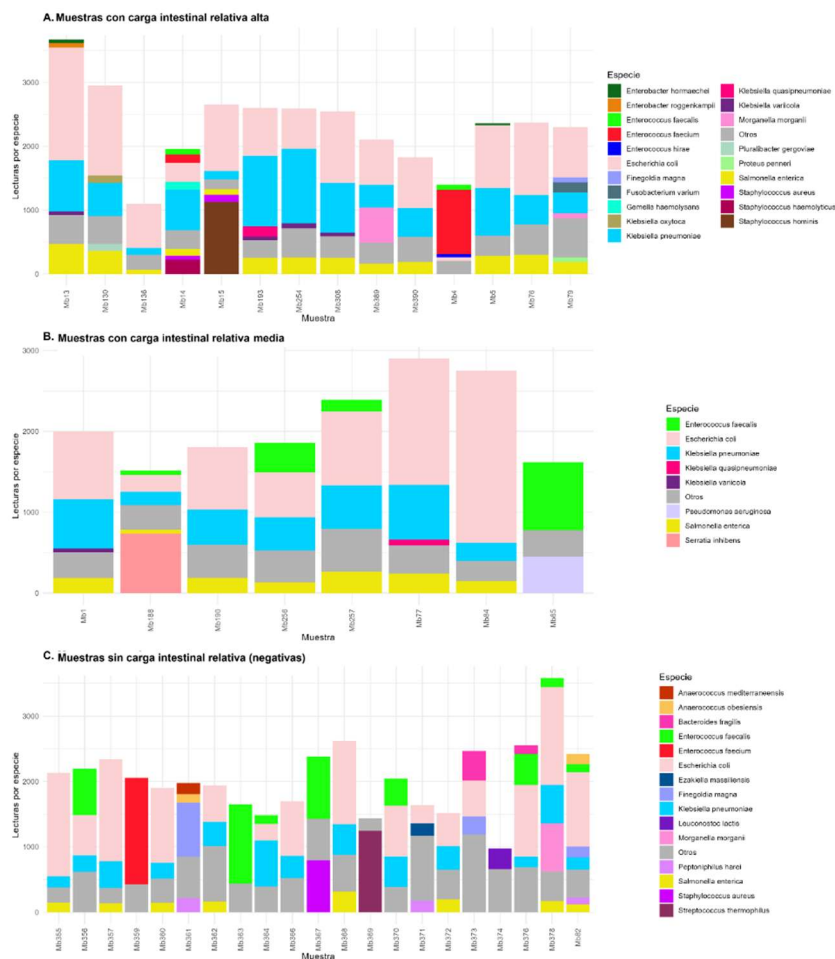 A. Muestras con carga intestinal relativa alta
Lecturas por especie
3000
2000
1000
0
Mb13
Mb130
Mb136
Mb14
Mb15
Mb193
Mb254
Mb308
Mb389
Mb390
Mb4
Mb5
Mb78
Mb79
Muestra
Especie
Enterobacter hormaechei
Enterobacter roggenkampii
Enterococcus faecalis
Enterococcus faecium
Enterococcus hirae
Escherichia coli
Finegoldia magna
Fusobacterium varium
Gemella haemolysans
Klebsiella oxytoca
Klebsiella pneumoniae
Klebsiella quasipneumoniae
Klebsiella variicola
Morganella morganii
Otros
Pluralibacter gergoviae
Proteus penneri
Salmonella enterica
Staphylococcus aureus
Staphylococcus haemolyticus
Staphylococcus hominis
B. Muestras con carga intestinal relativa media
Lecturas por especie
3000
2000
1000
0
Mb1
Mb188
Mb190
Mb256
Mb257
Mb77
Mb84
Mb85
Muestra
Especie
Enterococcus faecalis
Escherichia coli
Klebsiella pneumoniae
Klebsiella quasipneumoniae
Klebsiella variicola
Otros
Pseudomonas aeruginosa
Salmonella enterica
Serratia inhibens
C. Muestras sin carga intestinal relativa (negativas)
Lecturas por especie
3000
2000
1000
0
Mb355
Mb356
Mb357
Mb359
Mb360
Mb361
Mb362
Mb363
Mb364
Mb366
Mb367
Mb368
Mb369
Mb370
Mb371
Mb372
Mb373
Mb374
Mb376
Mb378
Mb82
Muestra
Especie
Anaerococcus mediterraneensis
Anaerococcus obesiensis
Bacteroides fragilis
Enterococcus faecalis
Enterococcus faecium
Escherichia coli
Ezakiella massiliensis
Finegoldia magna
Klebsiella pneumoniae
Leuconostoc lactis
Morganella morganii
Otros
Peptoniphilus harei
Salmonella enterica
Staphylococcus aureus
Streptococcus thermophilus